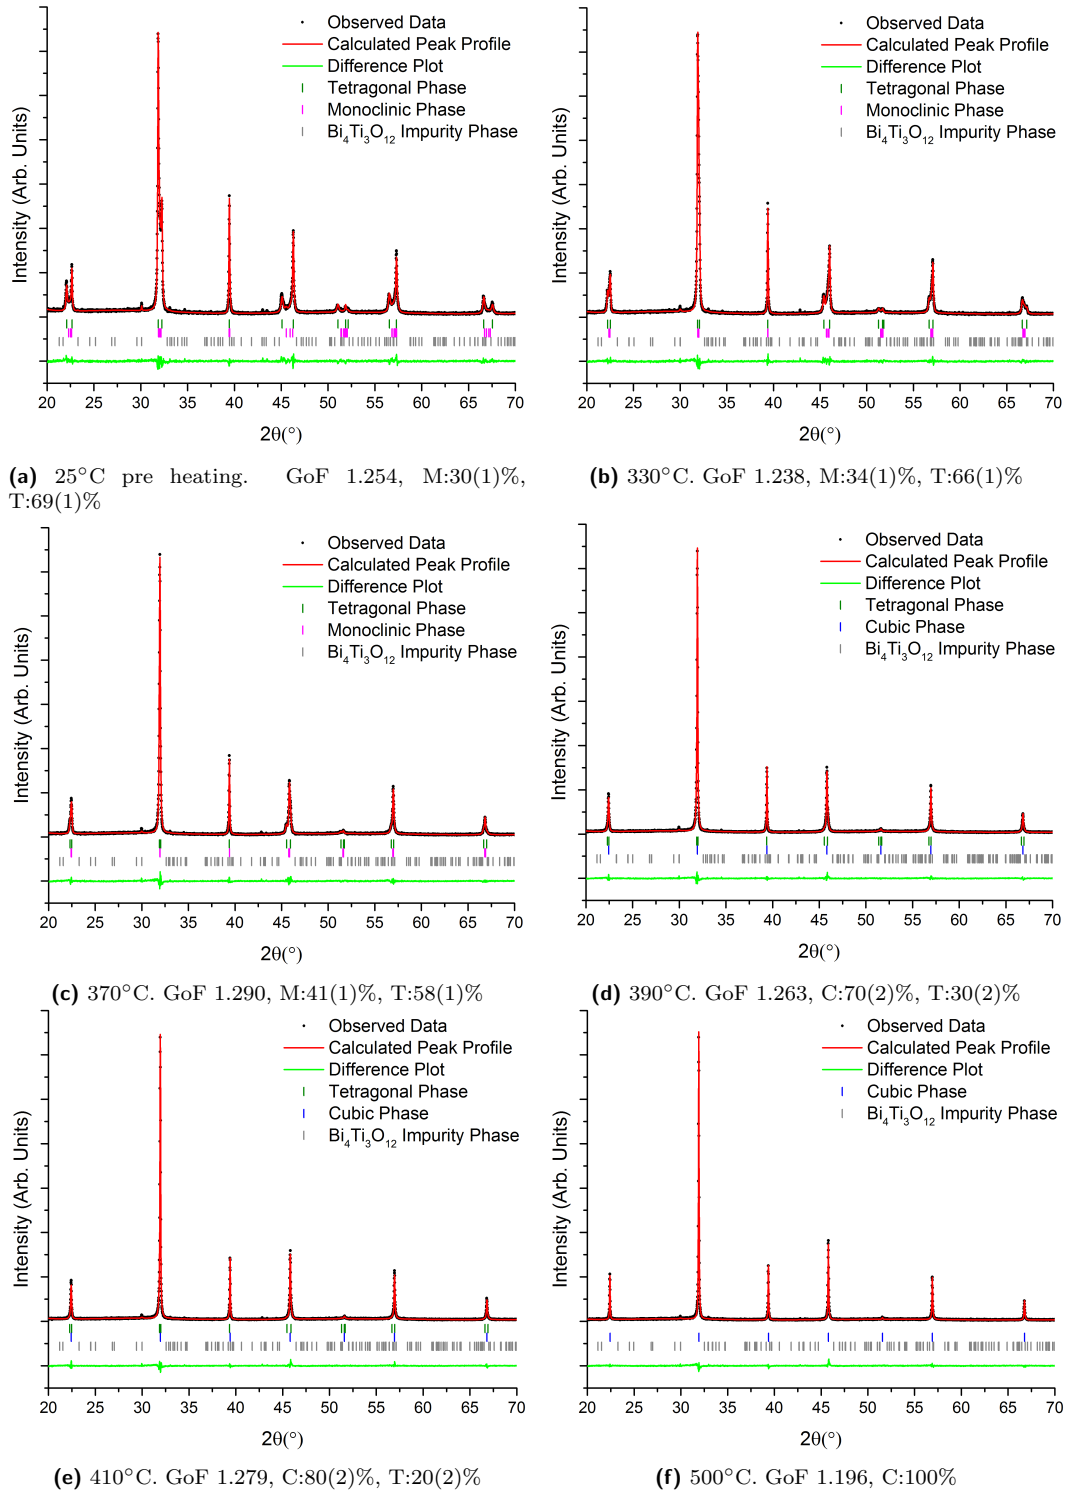 Observed Data
Calculated Peak Profile
Difference Plot
Tetragonal Phase
Monoclinic Phase
Bi4Ti3O12 Impurity Phase
Intensity (Arb. Units)
20 25 30 35 40 45 50 55 60 65 70
2θ(°)
(a) 25°C pre heating. GoF 1.254, M:30(1)%,
T:69(1)%
Observed Data
Calculated Peak Profile
Difference Plot
Tetragonal Phase
Monoclinic Phase
Bi4Ti3O12 Impurity Phase
Intensity (Arb. Units)
20 25 30 35 40 45 50 55 60 65 70
2θ(°)
(b) 330°C. GoF 1.238, M:34(1)%, T:66(1)%
Observed Data
Calculated Peak Profile
Difference Plot
Tetragonal Phase
Monoclinic Phase
Bi4Ti3O12 Impurity Phase
Intensity (Arb. Units)
20 25 30 35 40 45 50 55 60 65 70
2θ(°)
(c) 370°C. GoF 1.290, M:41(1)%, T:58(1)%
Observed Data
Calculated Peak Profile
Difference Plot
Tetragonal Phase
Cubic Phase
Bi4Ti3O12 Impurity Phase
Intensity (Arb. Units)
20 25 30 35 40 45 50 55 60 65 70
2θ(°)
(d) 390°C. GoF 1.263, C:70(2)%, T:30(2)%
Observed Data
Calculated Peak Profile
Difference Plot
Tetragonal Phase
Cubic Phase
Bi4Ti3O12 Impurity Phase
Intensity (Arb. Units)
20 25 30 35 40 45 50 55 60 65 70
2θ(°)
(e) 410°C. GoF 1.279, C:80(2)%, T:20(2)%
Observed Data
Calculated Peak Profile
Difference Plot
Cubic Phase
Bi4Ti3O12 Impurity Phase
Intensity (Arb. Units)
20 25 30 35 40 45 50 55 60 65 70
2θ(°)
(f) 500°C. GoF 1.196, C:100%